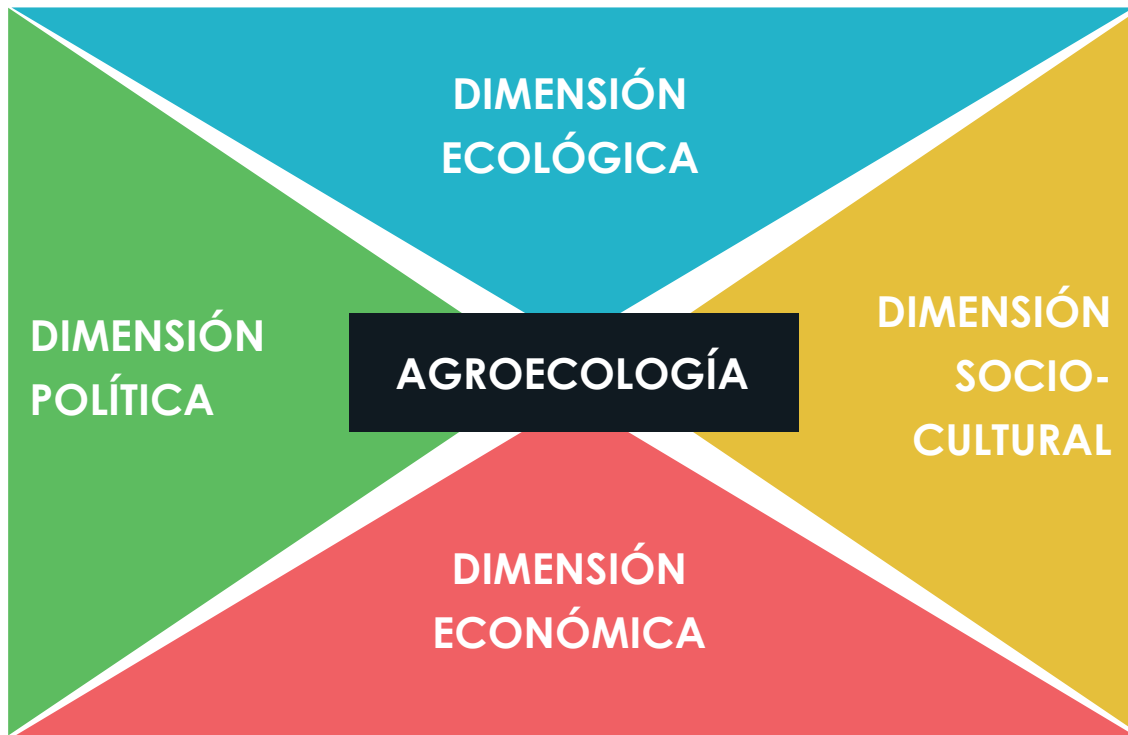 DIMENSIÓN
ECOLÓGICA
DIMENSIÓN
POLÍTICA
AGROECOLOGÍA
DIMENSIÓN
SOCIO-
CULTURAL
DIMENSIÓN
ECONÓMICA